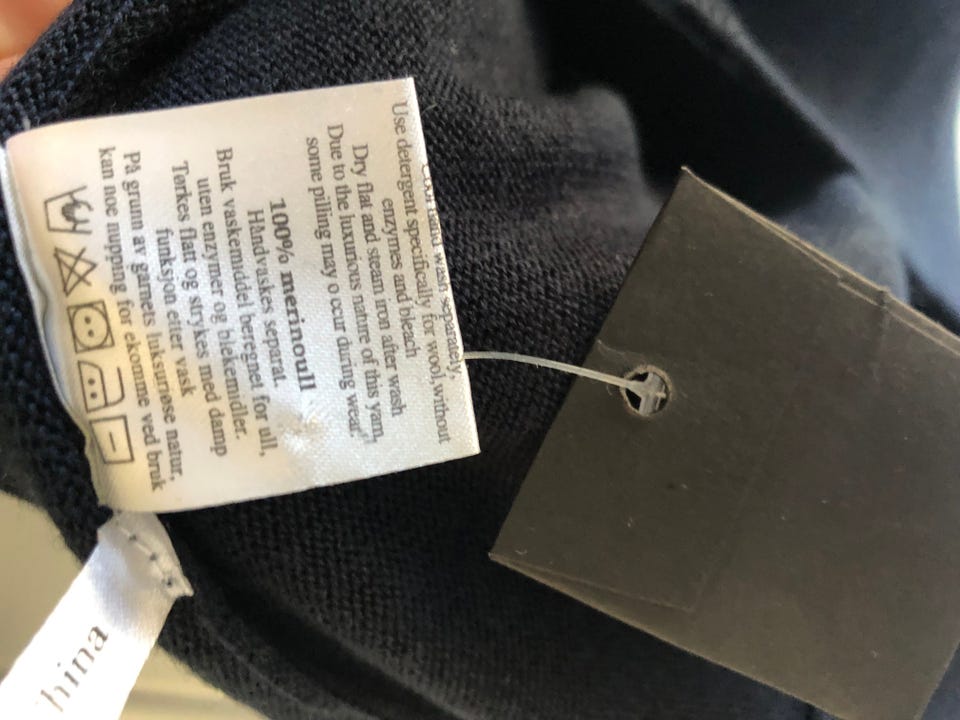 hand wash separately,
Use detergent specifically for wool, without
enzymes and bleach
Dry flat and steam iron after wash
Due to the luxurious nature of this yarn,
some pilling may occur during wear.
100% merinoull
Håndvaskes separat.
Bruk vaskemiddel beregnet for ull,
uten enzymer og blekemidler.
Tørkes flatt og strykes med damp
funksjon etter vask
På grunn av garnets luksuriøse natur,
kan noe nupping forekomme ved bruk
hina